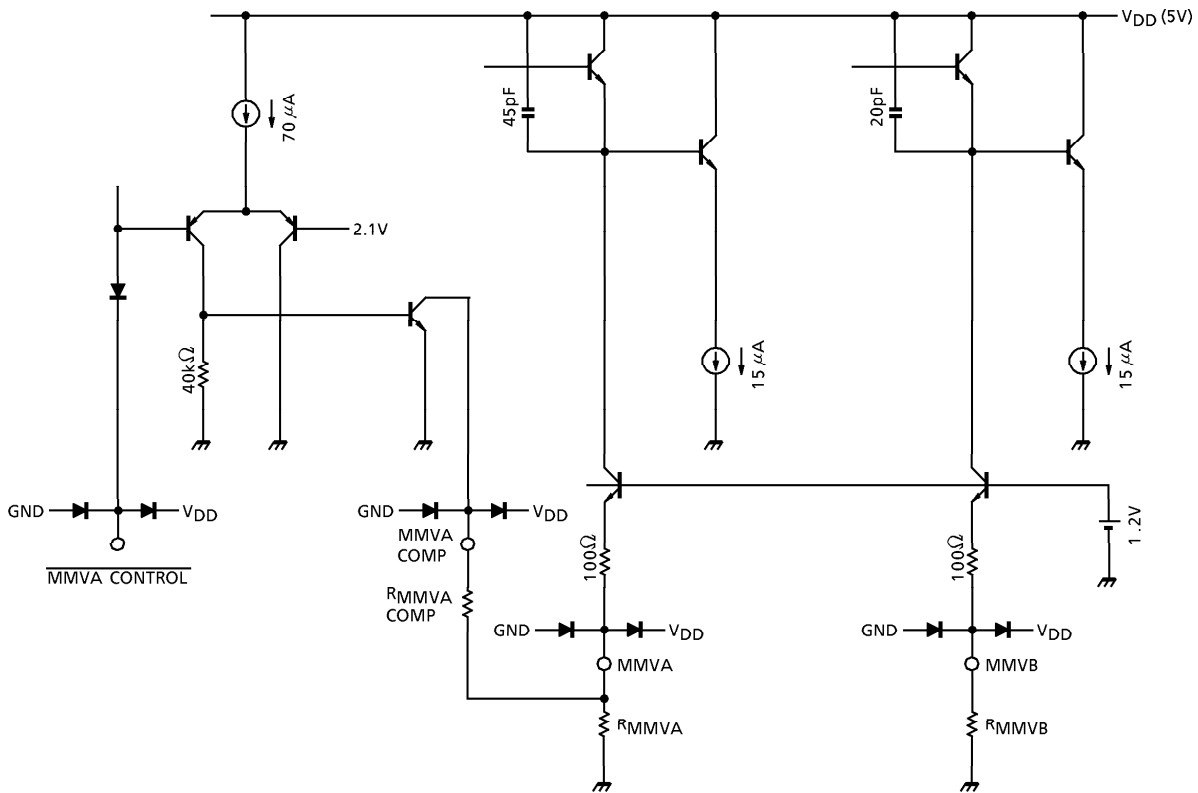 VDD (5V)
70 μA
45pF
20pF
2.1V
40kΩ
15 μA
15 μA
GND
VDD
MMVA CONTROL
GND
VDD
MMVA
COMP
RMMVA
COMP
100Ω
100Ω
1.2V
GND
VDD
MMVA
RMMVA
GND
VDD
MMVB
RMMVB